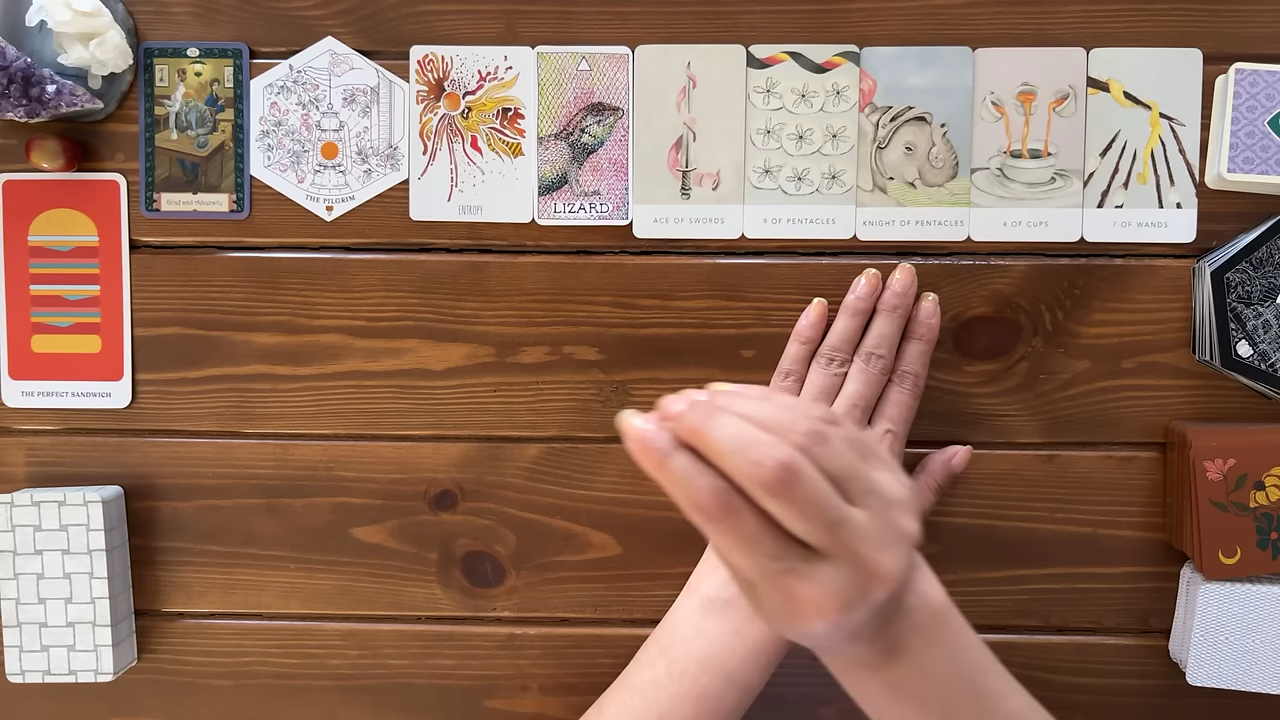 Grief and Adversity
THE PILGRIM
ENTROPY
LIZARD
ACE OF SWORDS
9 OF PENTACLES
KNIGHT OF PENTACLES
4 OF CUPS
7 OF WANDS
THE PERFECT SANDWICH